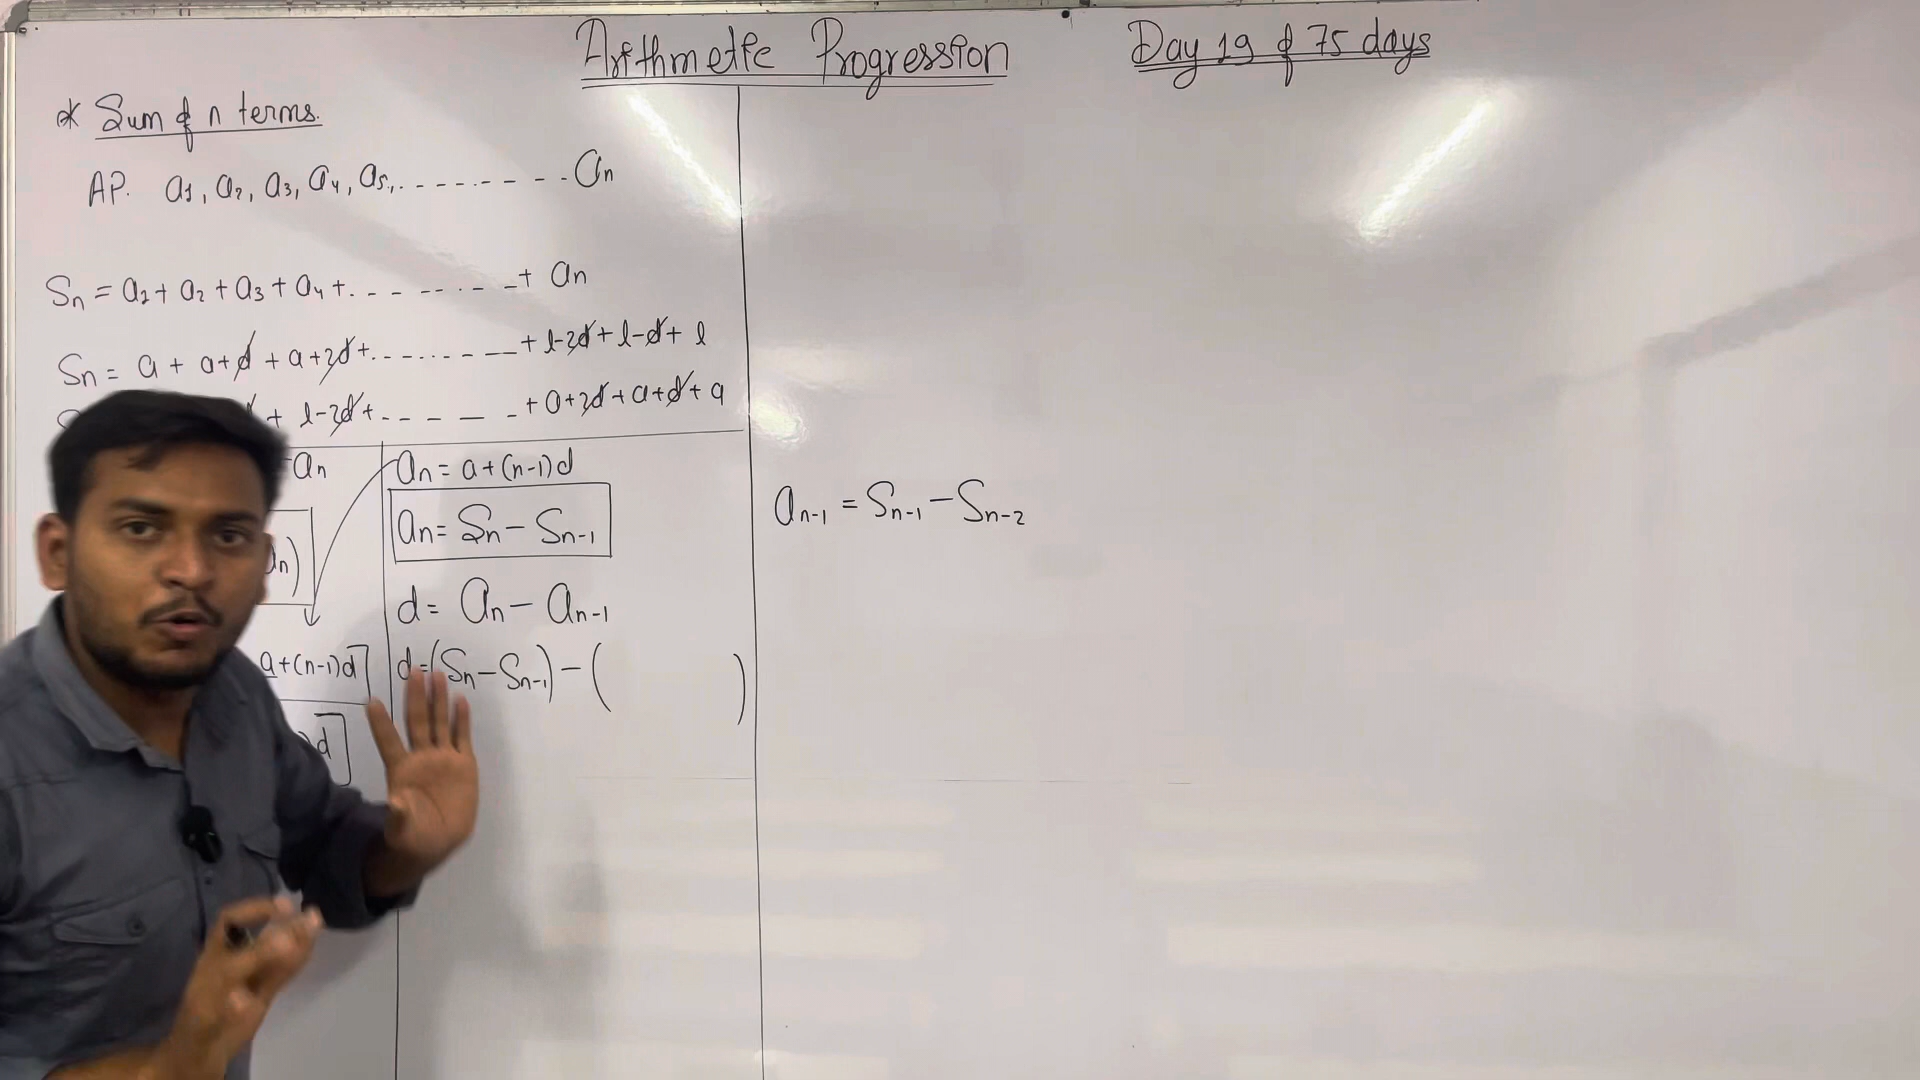 Arithmetic Progression
Day 19 of 75 days
* Sum of n terms.
AP. a1, a2, a3, a4, a5, . - - - - - - - - an
Sn = a1 + a2 + a3 + a4 + . - - - - - - - + an
Sn = a + a+d + a+2d + . - - - - - - - + l-2d + l-d + l
+ l-2d + . - - - - - + a+2d + a+d + a
an
an)
a+(n-1)d]
d]
an = a+(n-1)d
an = Sn - Sn-1
d = an - an-1
d = (Sn - Sn-1) - ( )
an-1 = Sn-1 - Sn-2